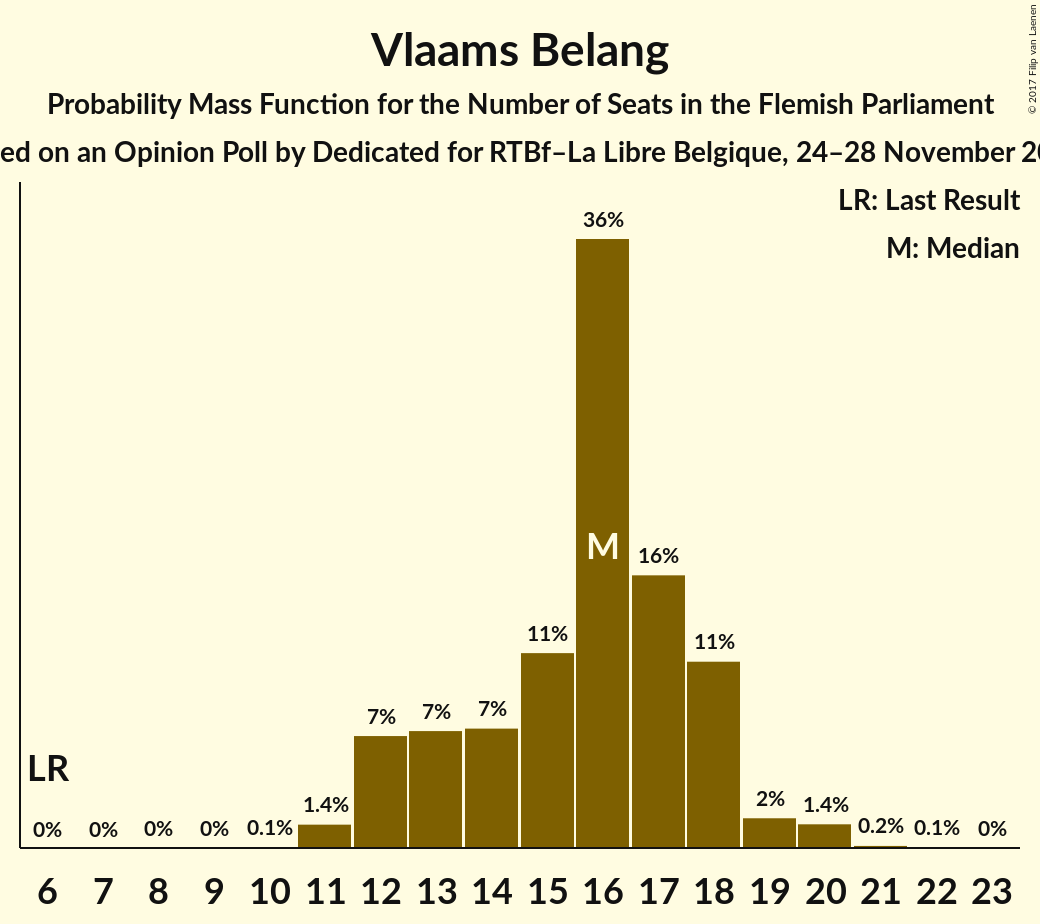 Vlaams Belang
Probability Mass Function for the Number of Seats in the Flemish Parliament
on an Opinion Poll by Dedicated for RTBf–La Libre Belgique, 24–28 November
© 2017 Filip van Laenen
LR: Last Result
M: Median
36%
M
16%
11%
11%
7%
7%
7%
LR
0%
0%
0%
0%
0.1%
1.4%
2%
1.4%
0.2%
0.1%
0%
6 7 8 9 10 11 12 13 14 15 16 17 18 19 20 21 22 23